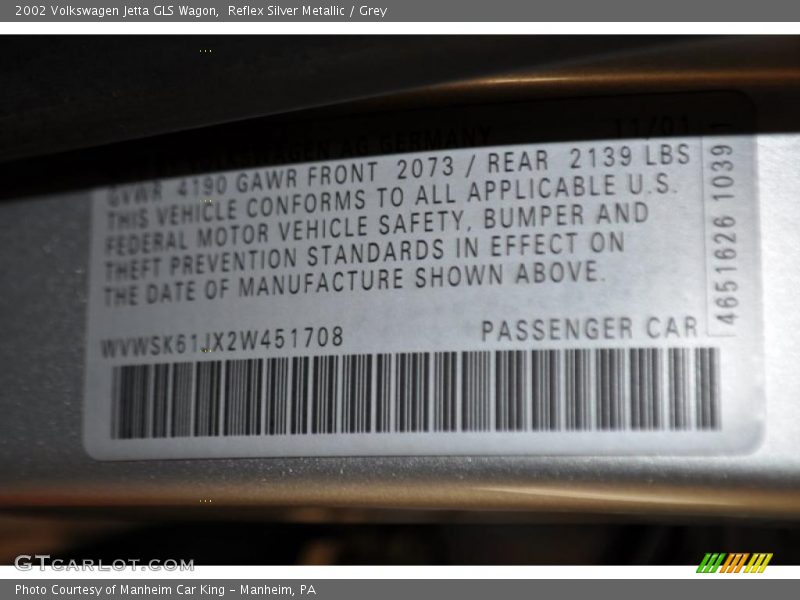 2002 Volkswagen Jetta GLS Wagon,  Reflex Silver Metallic / Grey
VOLKSWAGEN AG GERMANY 11/01
GVWR 4190 GAWR FRONT 2073 / REAR 2139 LBS
THIS VEHICLE CONFORMS TO ALL APPLICABLE U.S.
FEDERAL MOTOR VEHICLE SAFETY, BUMPER AND
THEFT PREVENTION STANDARDS IN EFFECT ON
THE DATE OF MANUFACTURE SHOWN ABOVE.
4651626 1039
WVWSK61JX2W451708 PASSENGER CAR
GTcarlot.com
Photo Courtesy of Manheim Car King - Manheim, PA